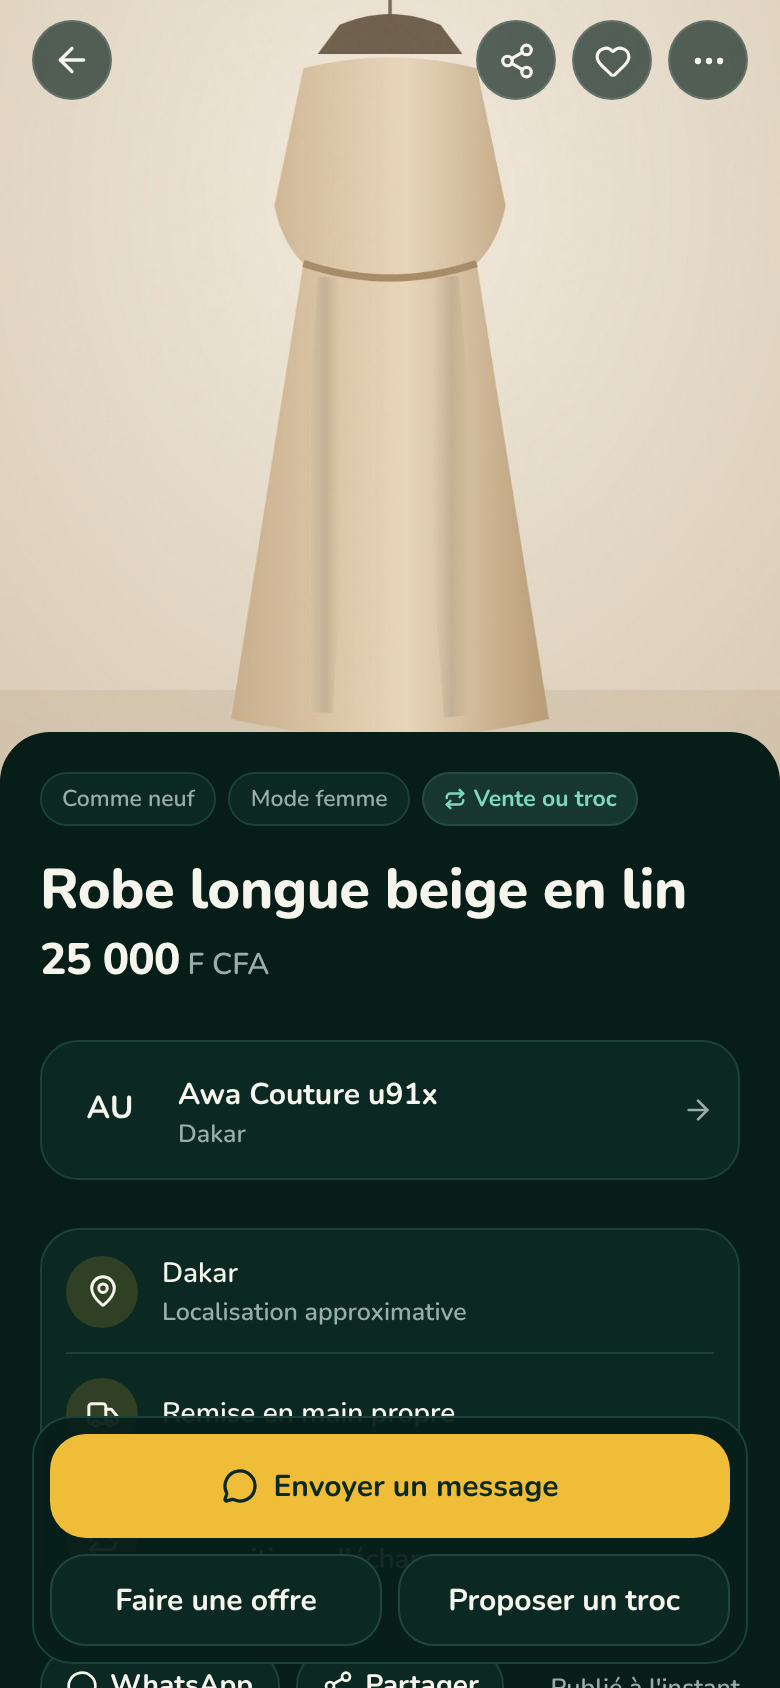 Comme neuf
Mode femme
Vente ou troc
Robe longue beige en lin
25 000 F CFA
AU
Awa Couture u91x
Dakar
Dakar
Localisation approximative
Remise en main propre
Envoyer un message
Faire une offre
Proposer un troc
WhatsApp
Partager
Publié à l'instant